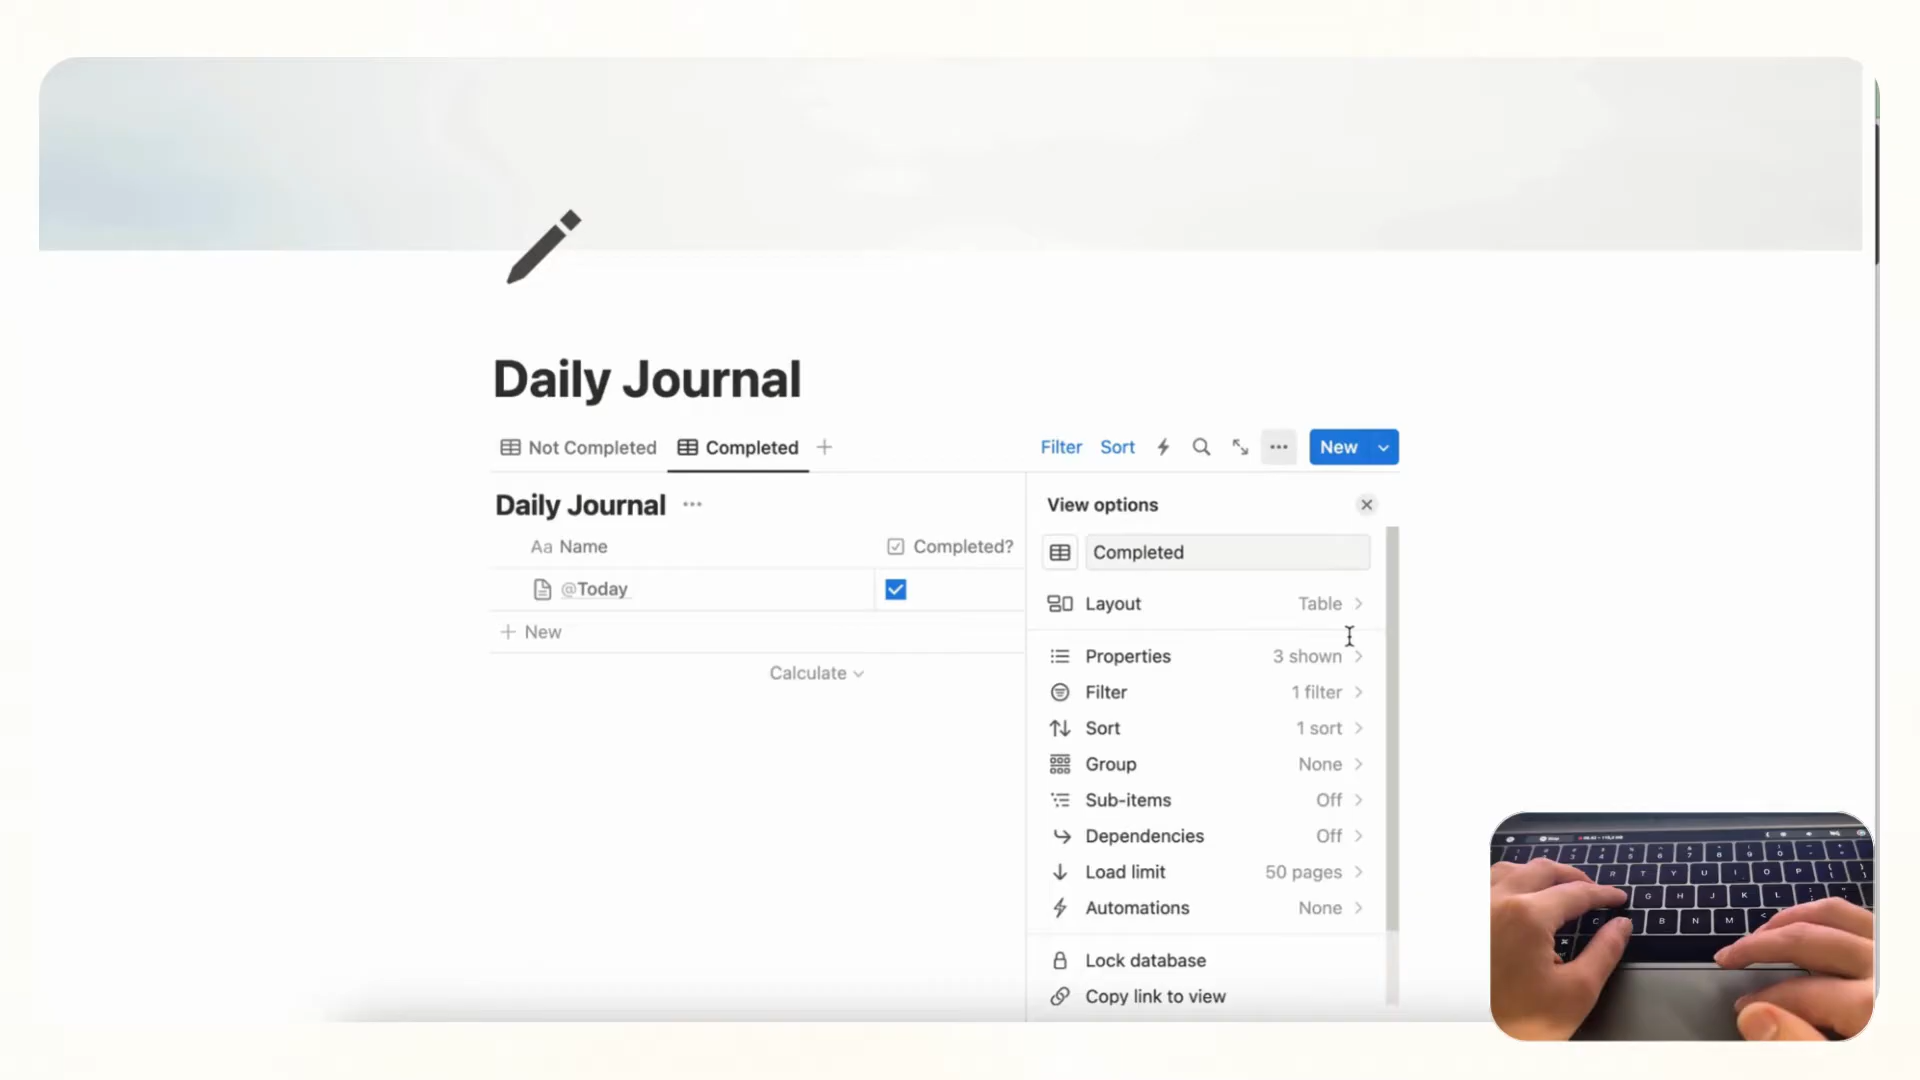 Daily Journal
Not Completed
Completed
Filter
Sort
New
Daily Journal
Aa Name
Completed?
@Today
New
Calculate
View options
Completed
Layout
Table
Properties
3 shown
Filter
1 filter
Sort
1 sort
Group
None
Sub-items
Off
Dependencies
Off
Load limit
50 pages
Automations
None
Lock database
Copy link to view
R T Y U I O P
G H J K L
C B N M <